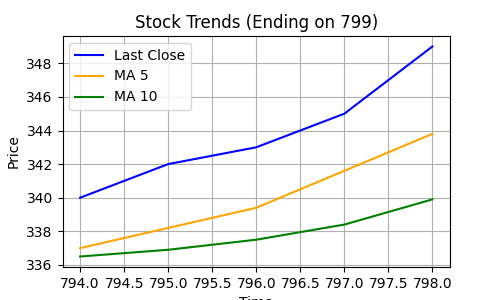 Stock Trends (Ending on 799)
Last Close
MA 5
MA 10
Price
348
346
344
342
340
338
336
794.0 794.5 795.0 795.5 796.0 796.5 797.0 797.5 798.0
Time